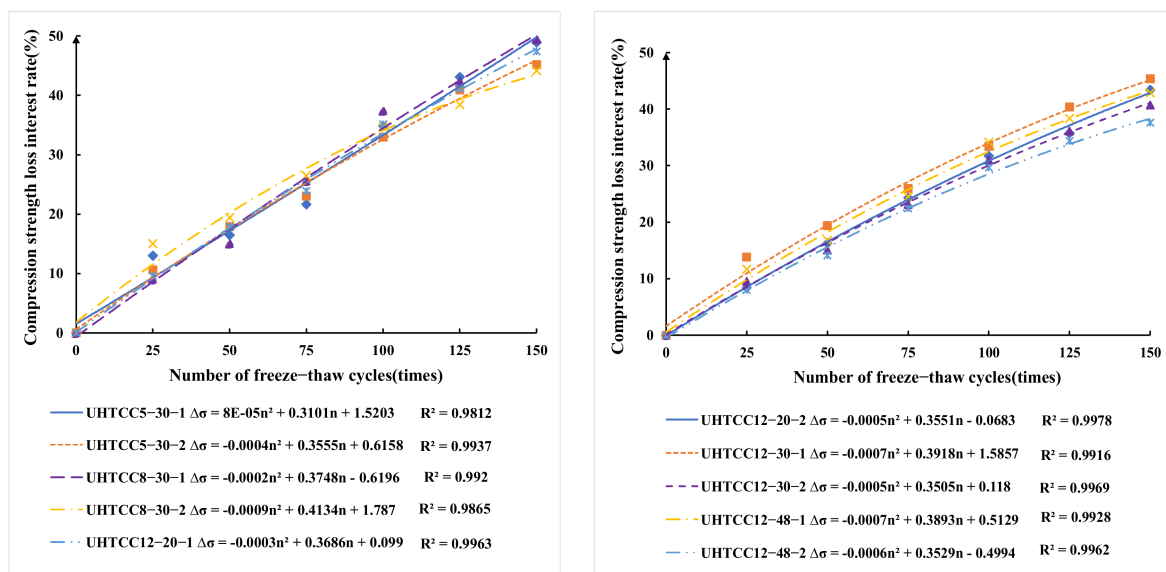 Compression strength loss interest rate(%)
50
40
30
20
10
0
0 25 50 75 100 125 150
Number of freeze−thaw cycles(times)
UHTCC5−30−1 Δσ = 8E-05n² + 0.3101n + 1.5203 R² = 0.9812
UHTCC5−30−2 Δσ = -0.0004n² + 0.3555n + 0.6158 R² = 0.9937
UHTCC8−30−1 Δσ = -0.0002n² + 0.3748n - 0.6196 R² = 0.992
UHTCC8−30−2 Δσ = -0.0009n² + 0.4134n + 1.787 R² = 0.9865
UHTCC12−20−1 Δσ = -0.0003n² + 0.3686n + 0.099 R² = 0.9963
Compression strength loss interest rate(%)
50
40
30
20
10
0
0 25 50 75 100 125 150
Number of freeze−thaw cycles(times)
UHTCC12−20−2 Δσ = -0.0005n² + 0.3551n - 0.0683 R² = 0.9978
UHTCC12−30−1 Δσ = -0.0007n² + 0.3918n + 1.5857 R² = 0.9916
UHTCC12−30−2 Δσ = -0.0005n² + 0.3505n + 0.118 R² = 0.9969
UHTCC12−48−1 Δσ = -0.0007n² + 0.3893n + 0.5129 R² = 0.9928
UHTCC12−48−2 Δσ = -0.0006n² + 0.3529n - 0.4994 R² = 0.9962